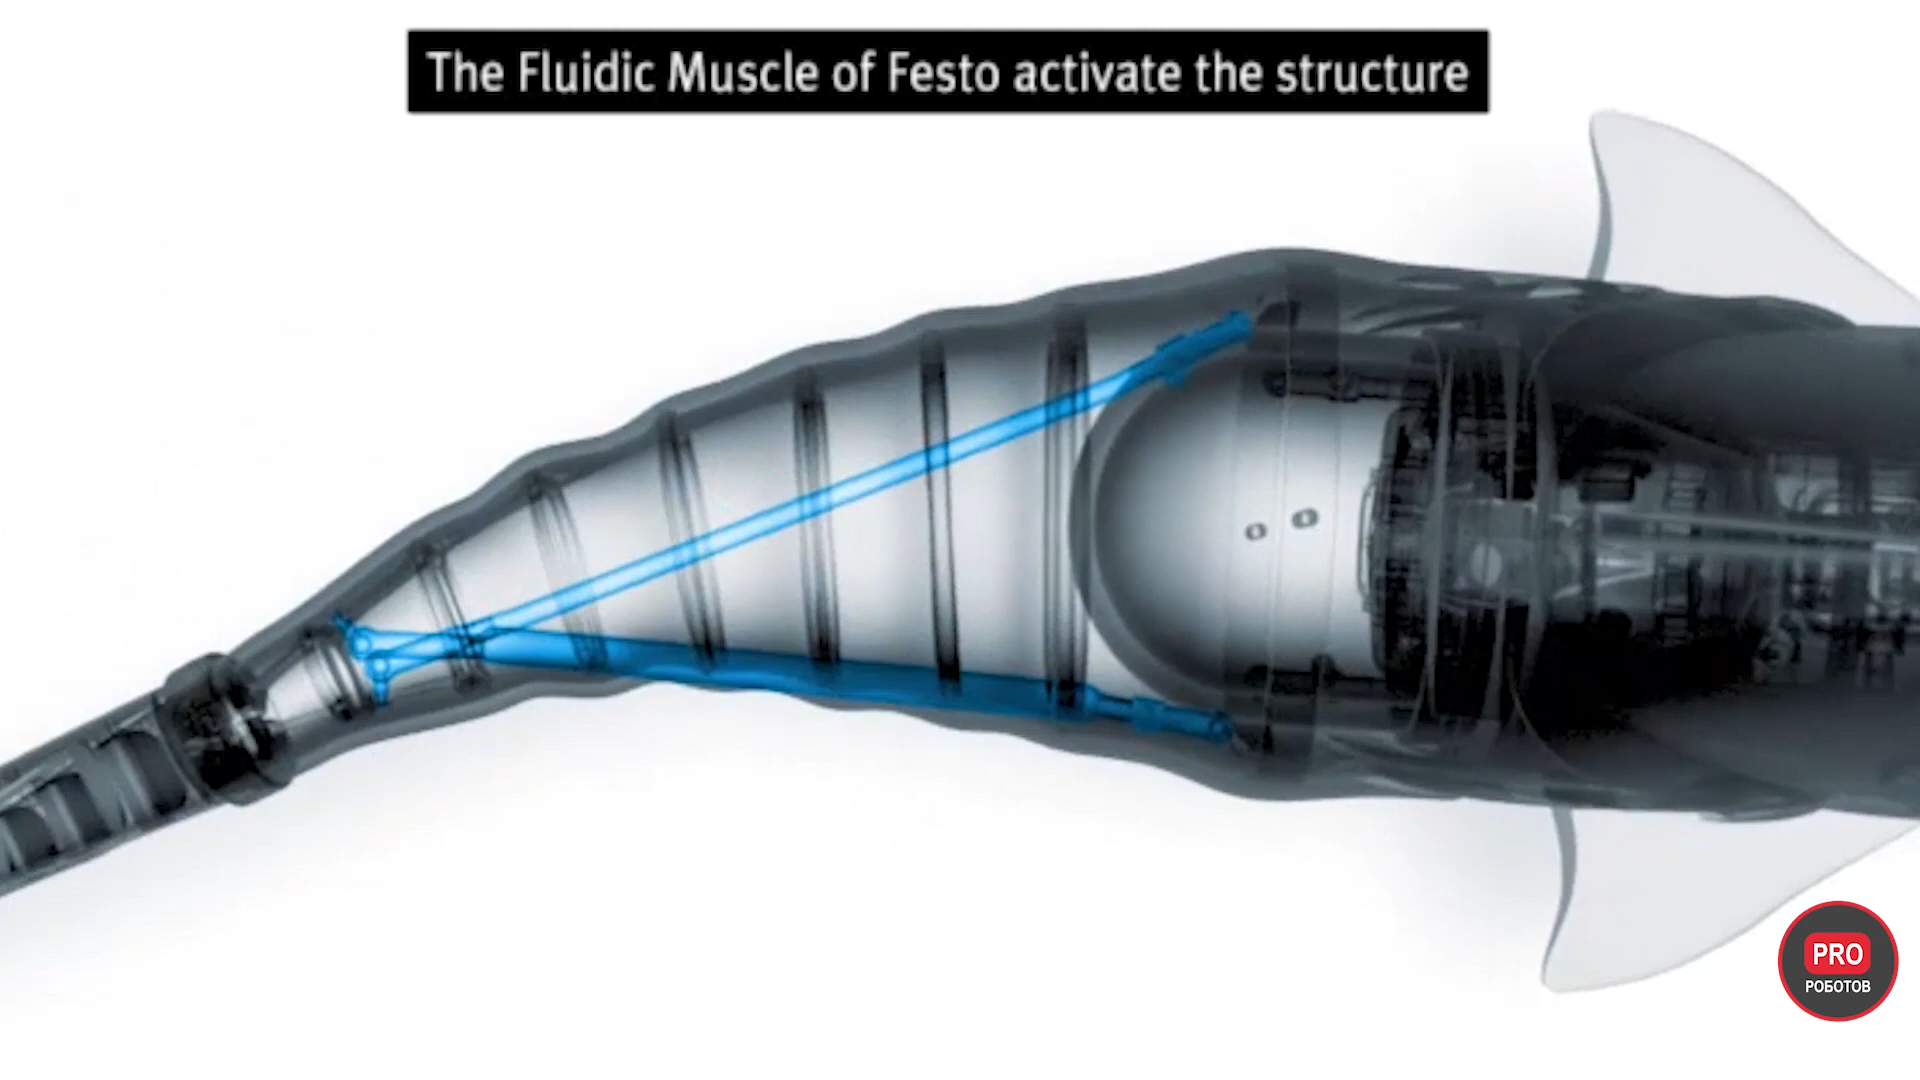 The Fluidic Muscle of Festo activate the structure
PRO
РОБОТОВ